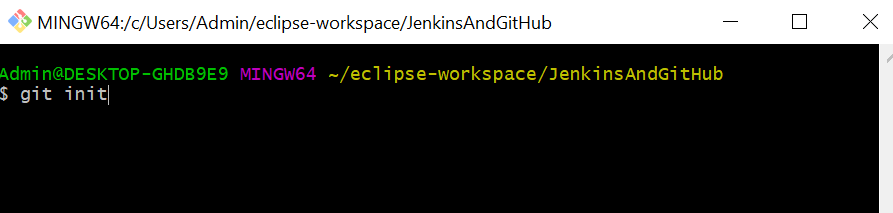 MINGW64:/c/Users/Admin/eclipse-workspace/JenkinsAndGitHub
Admin@DESKTOP-GHDB9E9 MINGW64 ~/eclipse-workspace/JenkinsAndGitHub
$ git init